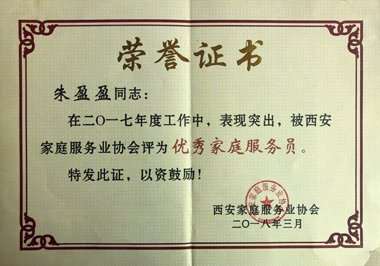 荣誉证书
朱盈盈同志：
在二〇一七年度工作中，表现突出，被西安
家庭服务业协会评为优秀家庭服务员。
特发此证，以资鼓励！
西安家庭服务业协会
二〇一八年三月